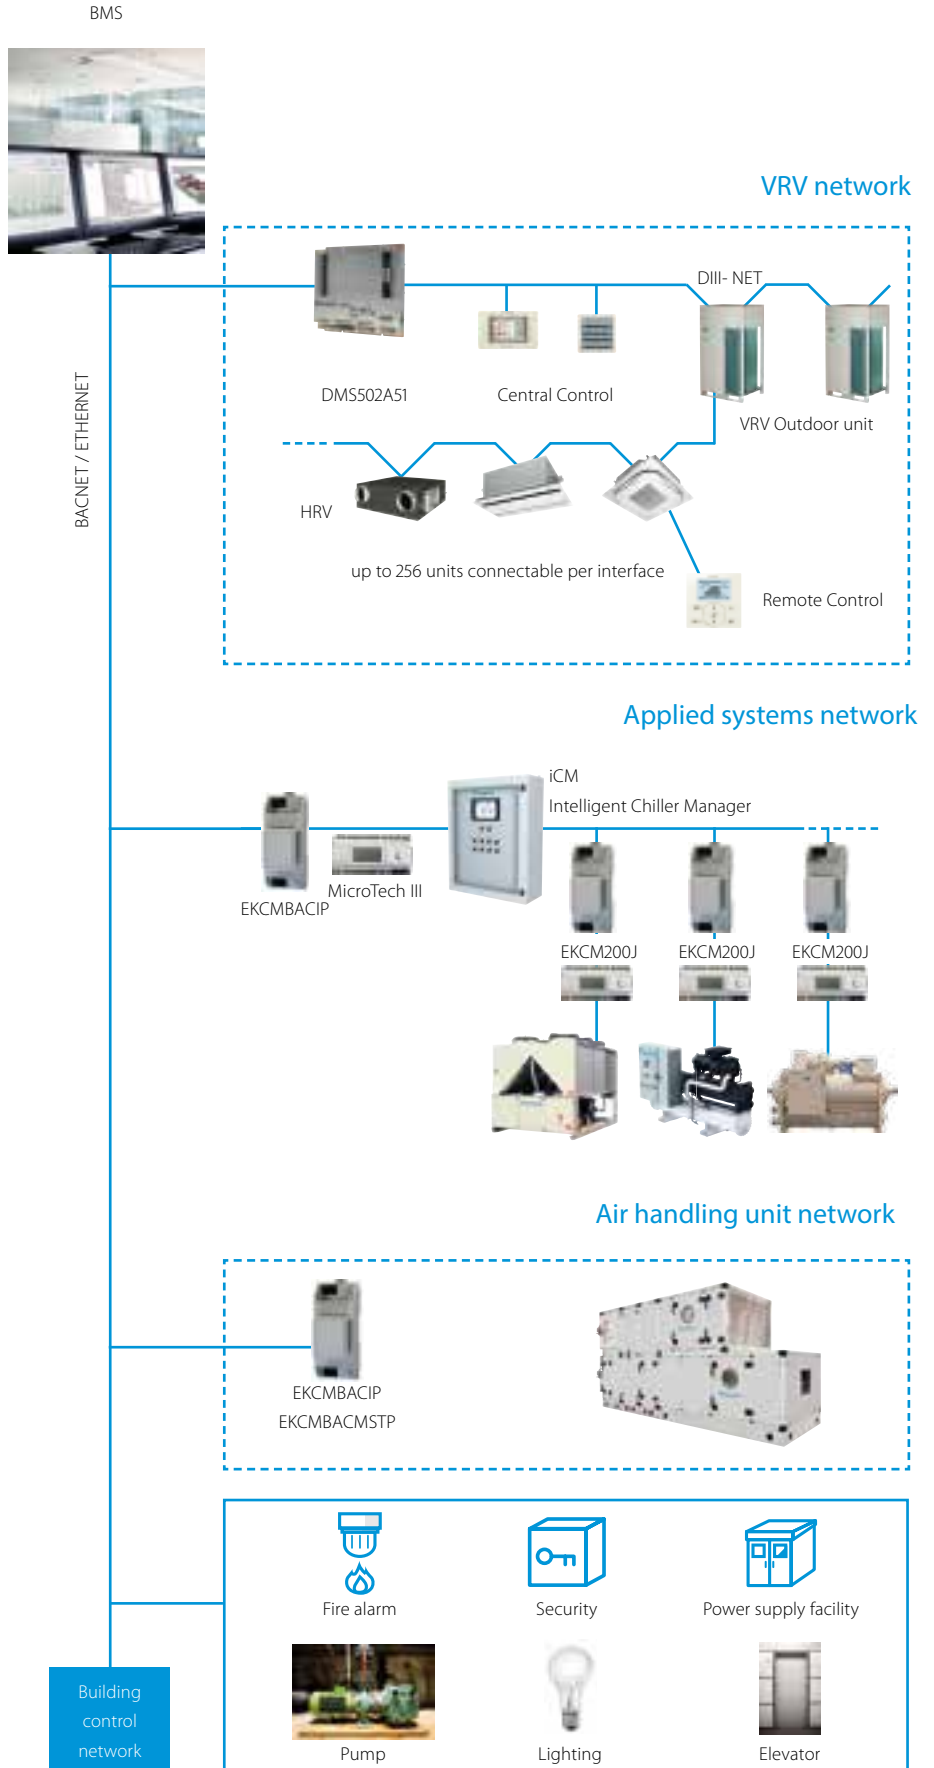 BMS
VRV network
DIII- NET
DMS502A51
Central Control
VRV Outdoor unit
BACNET / ETHERNET
HRV
up to 256 units connectable per interface
Remote Control
Applied systems network
iCM
Intelligent Chiller Manager
MicroTech III
EKCMBACIP
EKCM200J
EKCM200J
EKCM200J
Air handling unit network
EKCMBACIP
EKCMBACMSTP
Fire alarm
Security
Power supply facility
Building
control
network
Pump
Lighting
Elevator